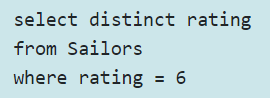 select distinct rating
from Sailors
where rating = 6